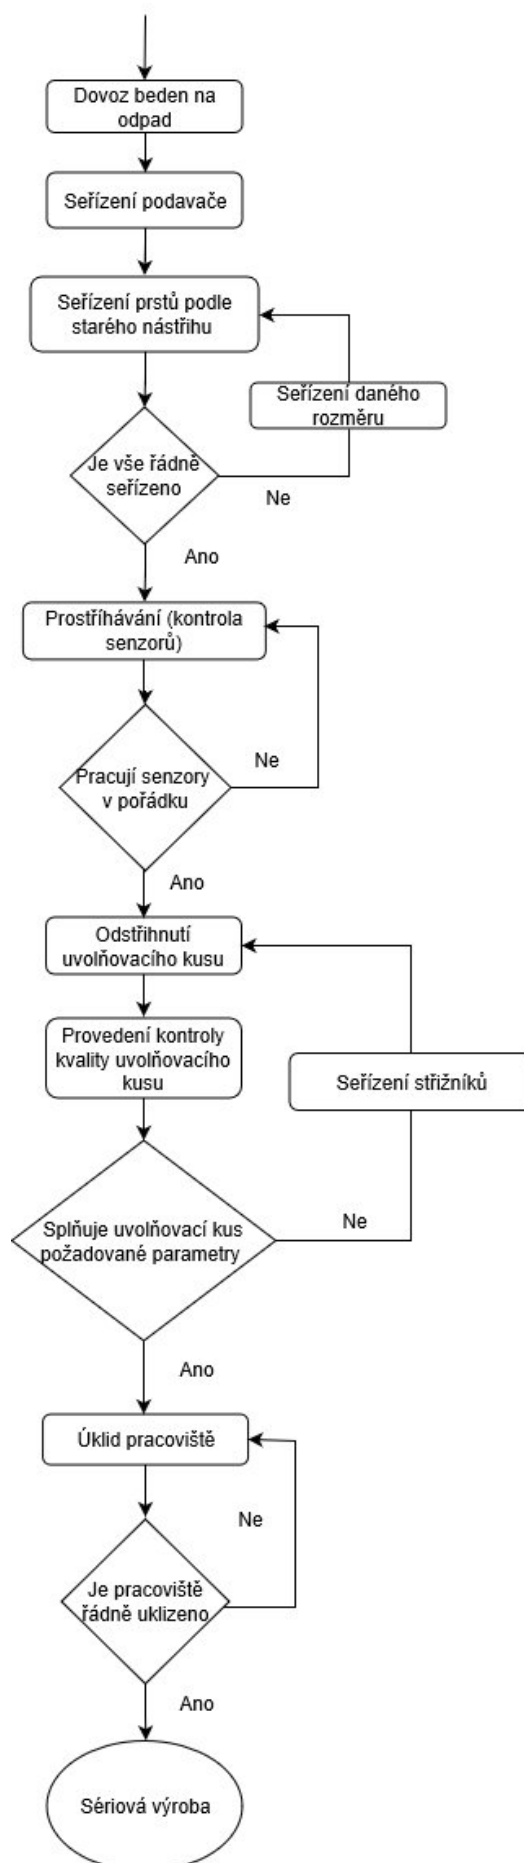 Dovoz beden na
odpad
Seřízení podavače
Seřízení prstů podle
starého nástřihu
Seřízení daného
rozměru
Je vše řádně
seřízeno
Ne
Ano
Prostříhávání (kontrola
senzorů)
Ne
Pracují senzory
v pořádku
Ano
Odstřihnutí
uvolňovacího kusu
Provedení kontroly
kvality uvolňovacího
kusu
Seřízení střižníků
Ne
Splňuje uvolňovací kus
požadované parametry
Ano
Úklid pracoviště
Ne
Je pracoviště
řádně uklizeno
Ano
Sériová výroba